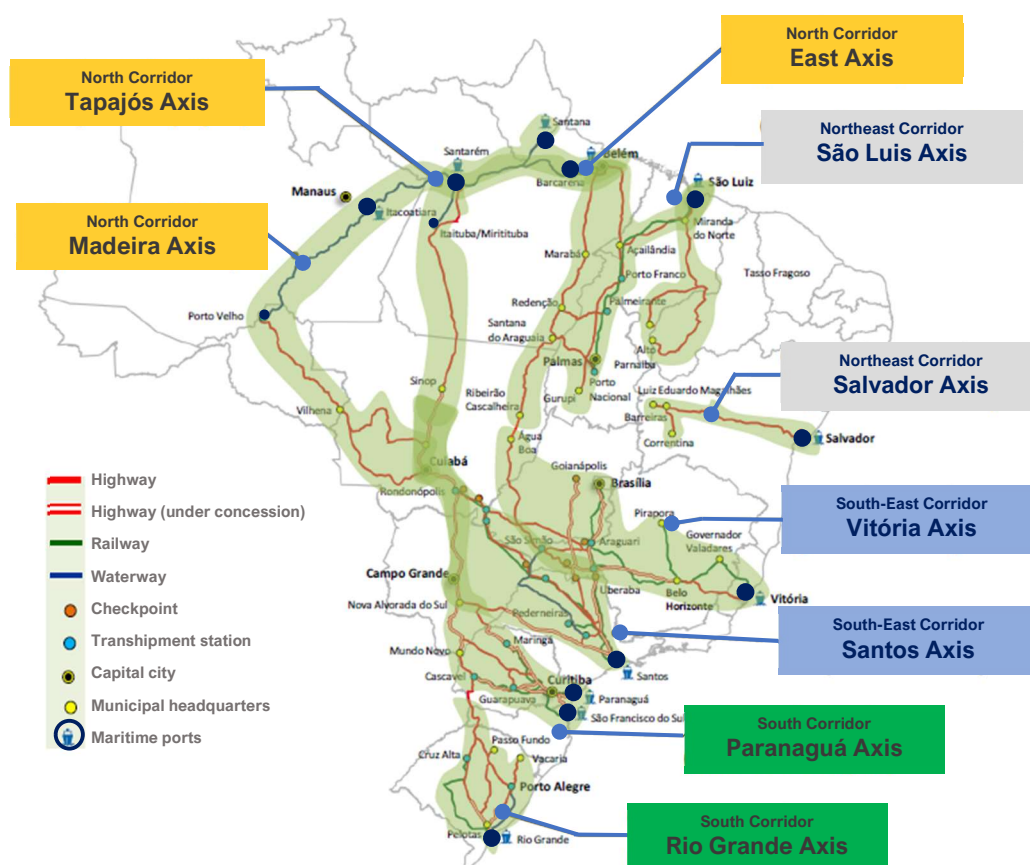 North Corridor
East Axis
North Corridor
Tapajós Axis
Northeast Corridor
São Luis Axis
North Corridor
Madeira Axis
Northeast Corridor
Salvador Axis
South-East Corridor
Vitória Axis
South-East Corridor
Santos Axis
South Corridor
Paranaguá Axis
South Corridor
Rio Grande Axis
Santana
Santarém
Belém
Barcarena
Manaus
São Luiz
Itacoatiara
Miranda
do Norte
Itaituba/Miritituba
Açailândia
Marabá
Porto Franco
Tasso Fragoso
Redenção
Palmeirante
Porto Velho
Santana
do Araguaia
Alto
Parnaíba
Palmas
Porto
Nacional
Sinop
Ribeirão
Cascalheira
Gurupi
Luiz Eduardo Magalhães
Barreiras
Vilhena
Correntina
Salvador
Água
Boa
Cuiabá
Goianápolis
Brasília
Rondonópolis
Pirapora
Governador
Valadares
São Simão
Araguari
Campo Grande
Uberaba
Belo
Horizonte
Vitória
Nova Alvorada do Sul
Pederneiras
Maringá
Mundo Novo
Santos
Cascavel
Curitiba
Guarapuava
Paranaguá
São Francisco do Sul
Passo Fundo
Cruz Alta
Vacaria
Porto Alegre
Pelotas
Rio Grande
Highway
Highway (under concession)
Railway
Waterway
Checkpoint
Transhipment station
Capital city
Municipal headquarters
Maritime ports